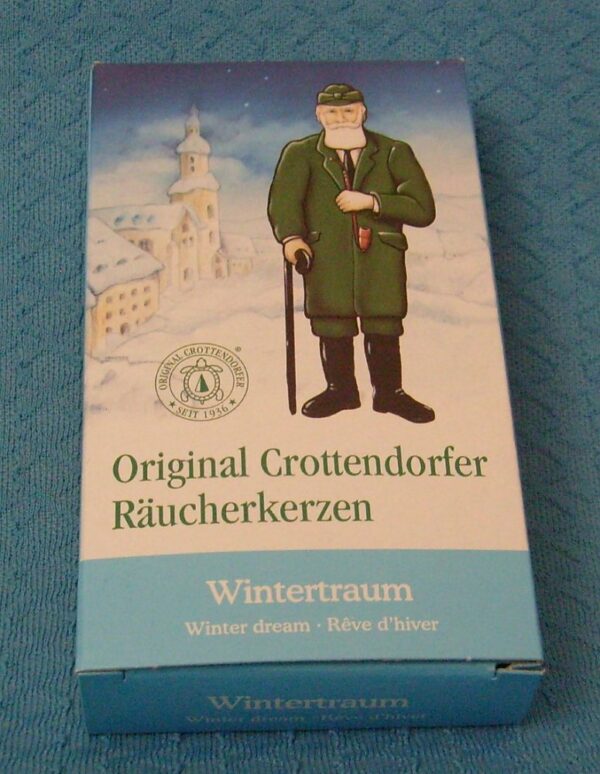 ORIGINAL CROTTENDORFER ®
★ SEIT 1936 ★
Original Crottendorfer
Räucherkerzen
Wintertraum
Winter dream · Rêve d'hiver
Wintertraum
Winter dream · Rêve d'hiver